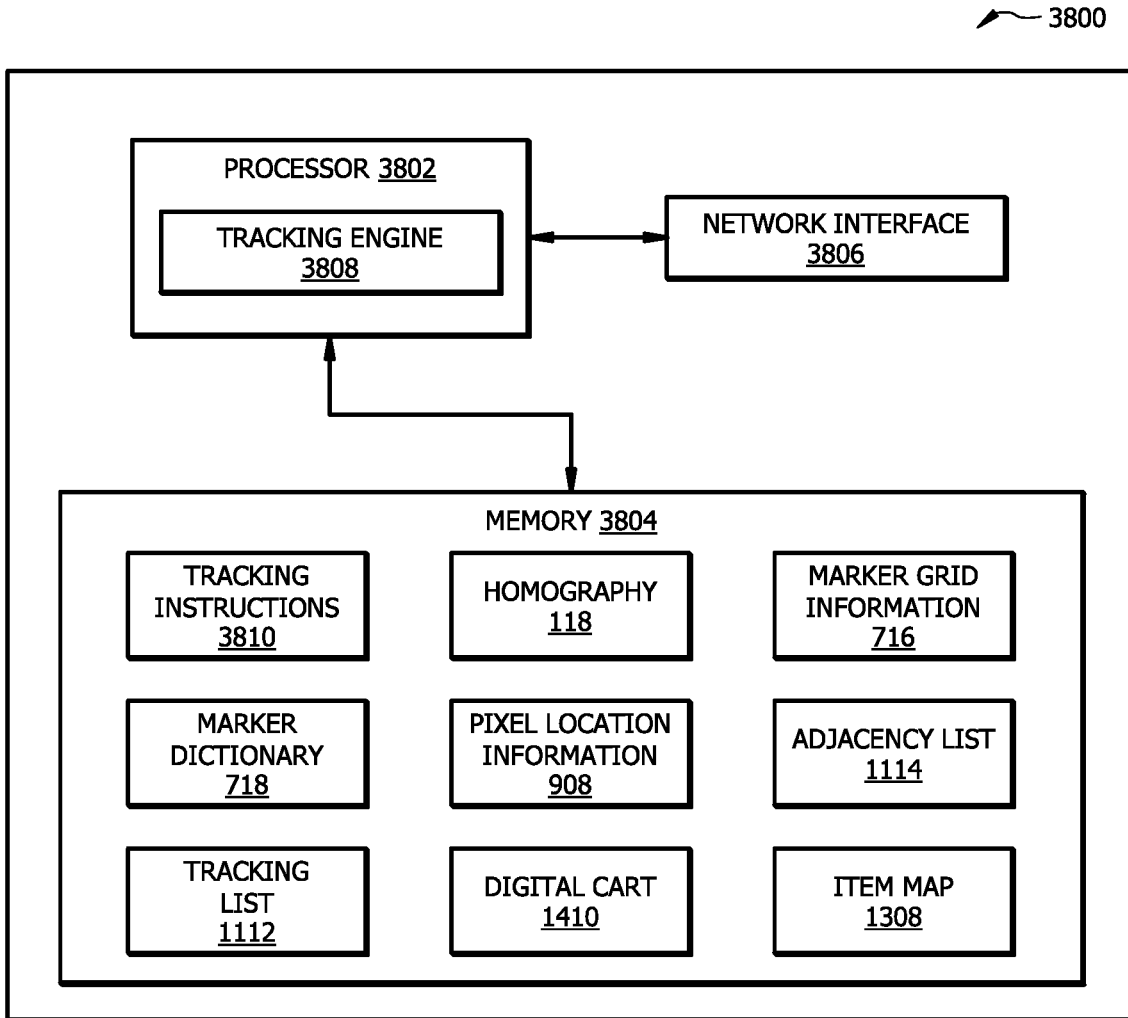 3800
PROCESSOR 3802
TRACKING ENGINE
3808
NETWORK INTERFACE
3806
MEMORY 3804
TRACKING
INSTRUCTIONS
3810
HOMOGRAPHY
118
MARKER GRID
INFORMATION
716
MARKER
DICTIONARY
718
PIXEL LOCATION
INFORMATION
908
ADJACENCY LIST
1114
TRACKING
LIST
1112
DIGITAL CART
1410
ITEM MAP
1308